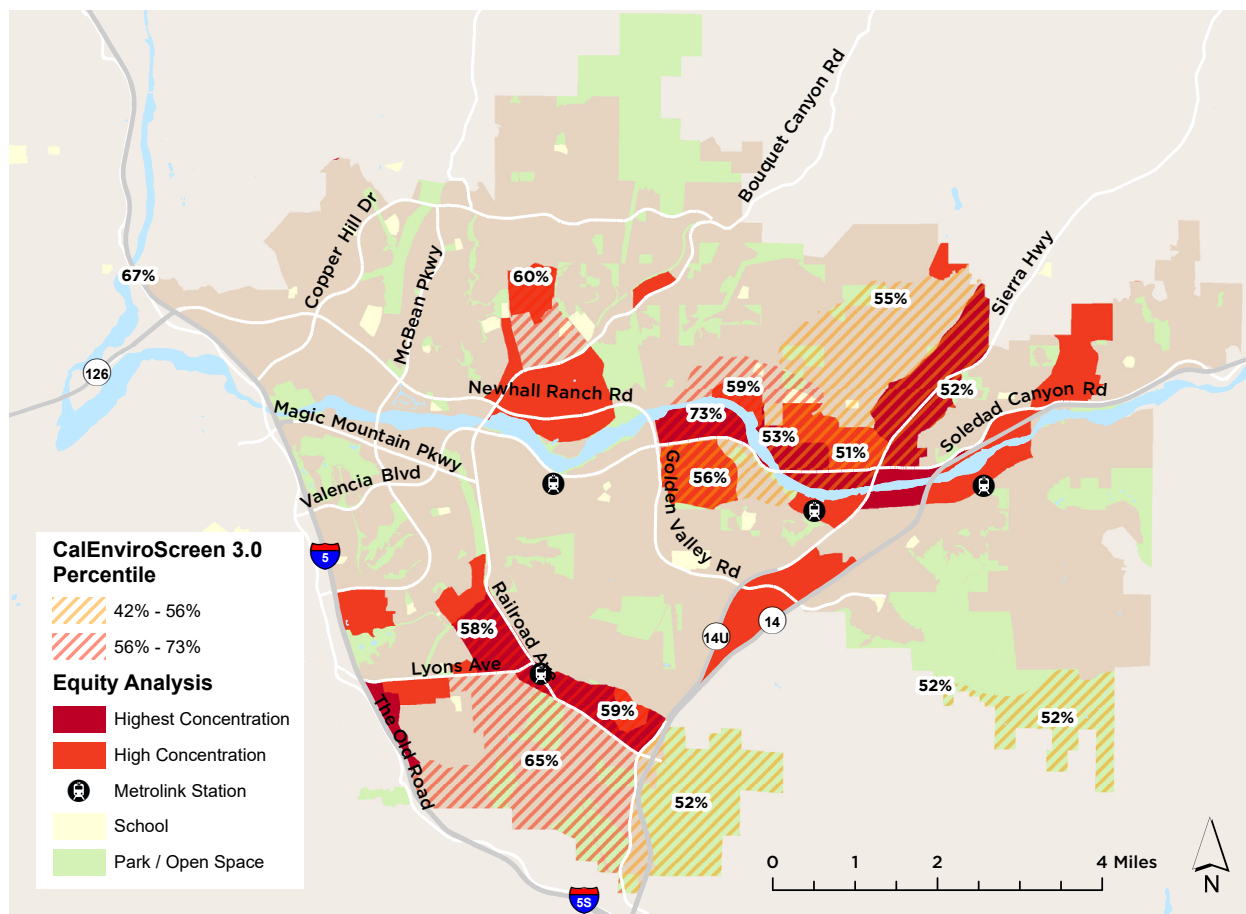 Bouquet Canyon Rd
Copper Hill Dr
McBean Pkwy
Sierra Hwy
67%
60%
55%
126
Newhall Ranch Rd
59%
52%
Magic Mountain Pkwy
73%
Soledad Canyon Rd
53%
51%
Valencia Blvd
56%
Golden Valley Rd
5
Railroad Ave
58%
14U
14
Lyons Ave
The Old Road
59%
65%
52%
52%
52%
CalEnviroScreen 3.0
Percentile
42% - 56%
56% - 73%
Equity Analysis
Highest Concentration
High Concentration
Metrolink Station
School
Park / Open Space
0 1 2 4 Miles
N
5S